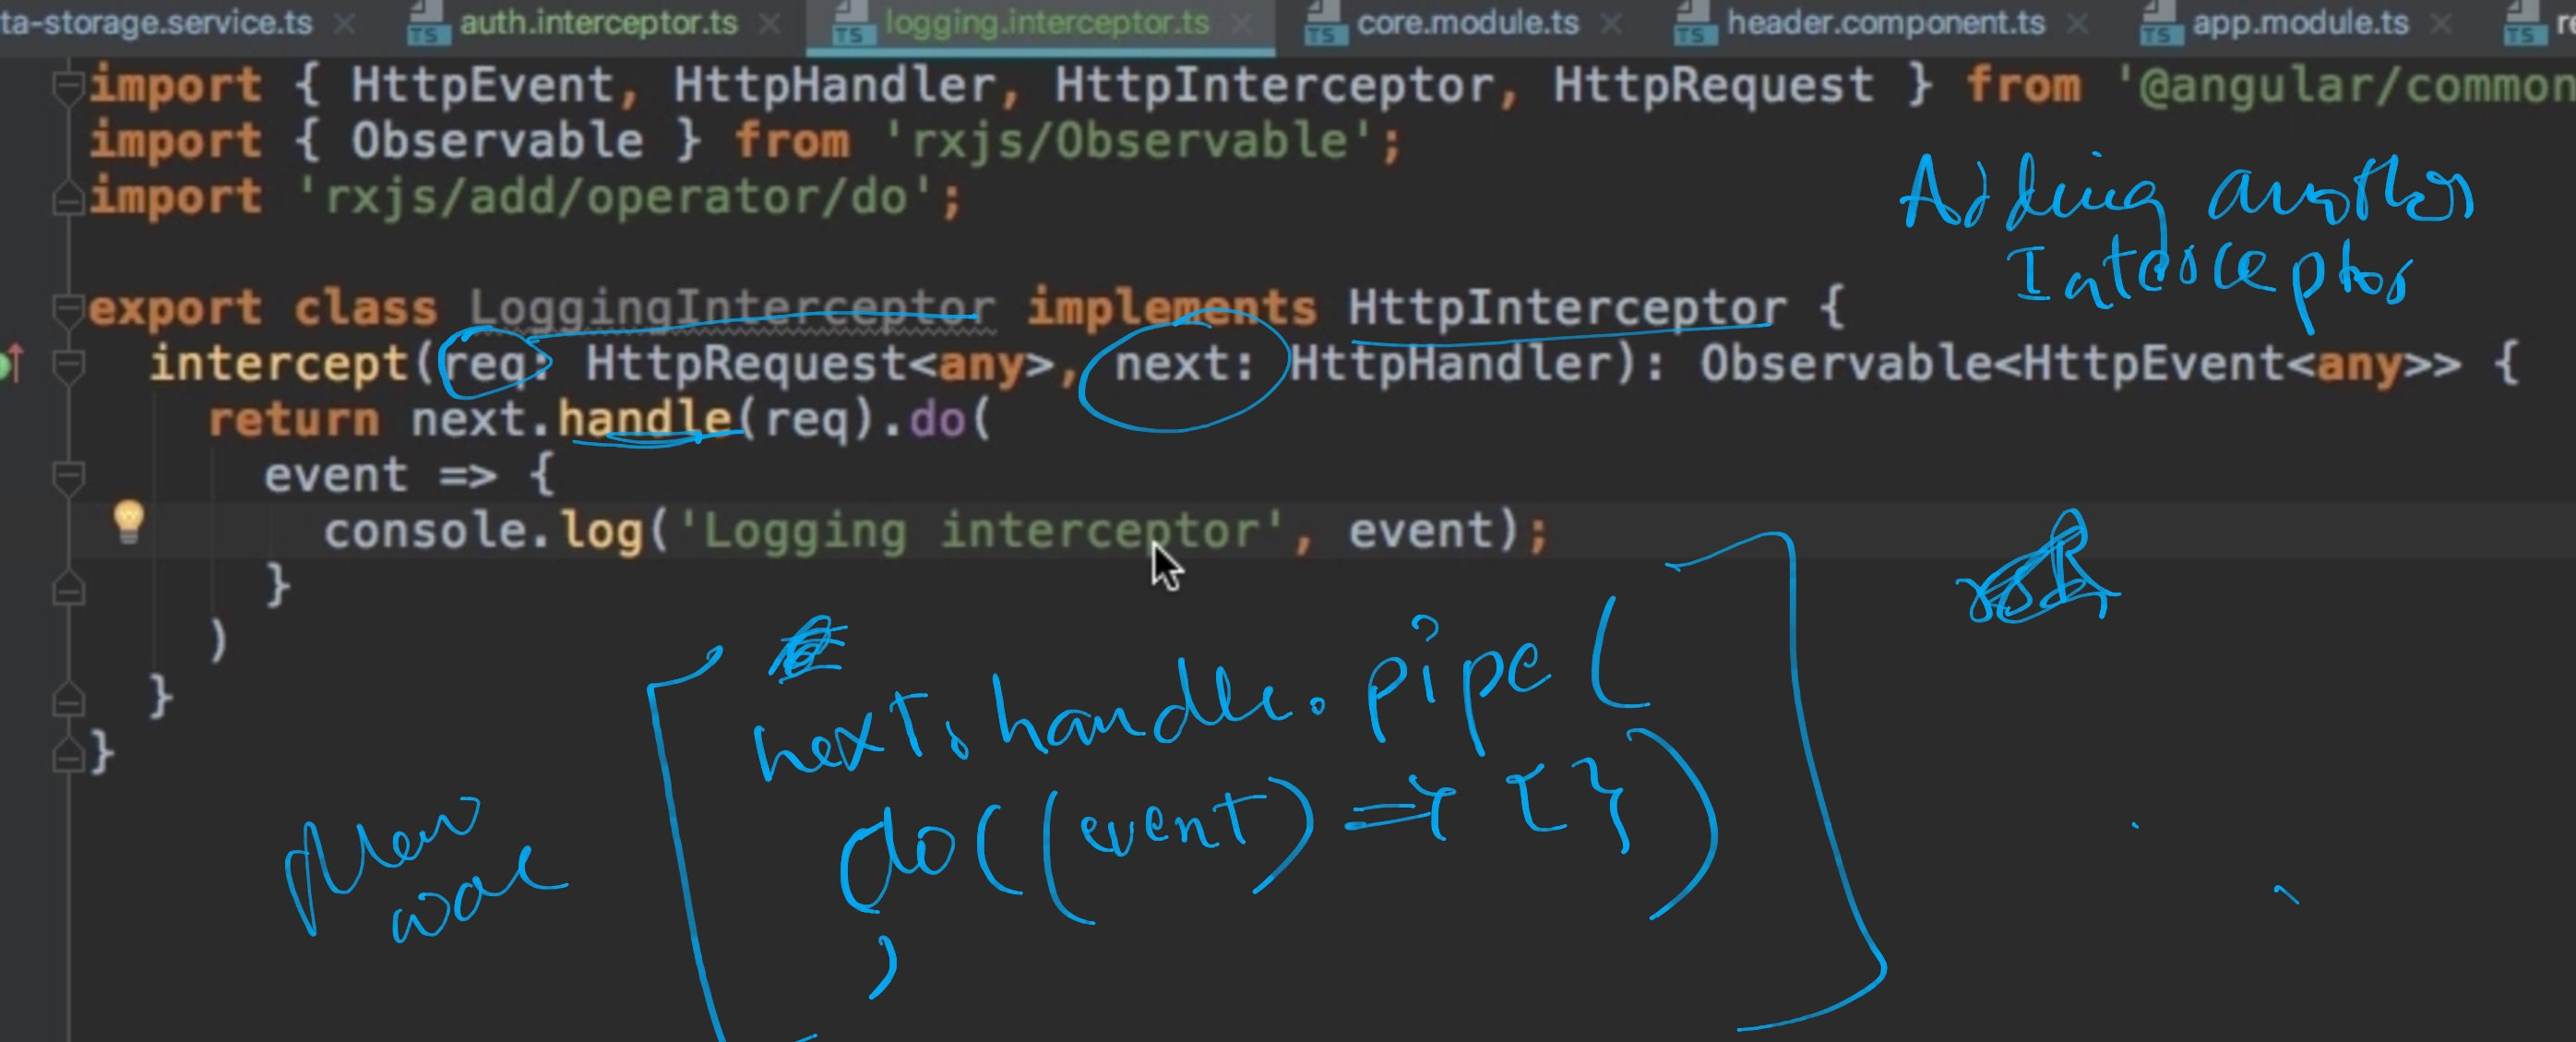 ta-storage.service.ts auth.interceptor.ts logging.interceptor.ts core.module.ts header.component.ts app.module.ts
import { HttpEvent, HttpHandler, HttpInterceptor, HttpRequest } from '@angular/common
import { Observable } from 'rxjs/Observable';
import 'rxjs/add/operator/do';
Adding another
Interceptor
export class LoggingInterceptor implements HttpInterceptor {
intercept(req: HttpRequest<any>, next: HttpHandler): Observable<HttpEvent<any>> {
return next.handle(req).do(
event => {
console.log('Logging interceptor', event);
}
)
}
}
next.handle.pipe(
do((event) => { })
)
New